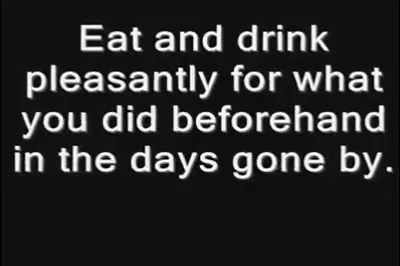 Eat and drink
pleasantly for what
you did beforehand
in the days gone by.